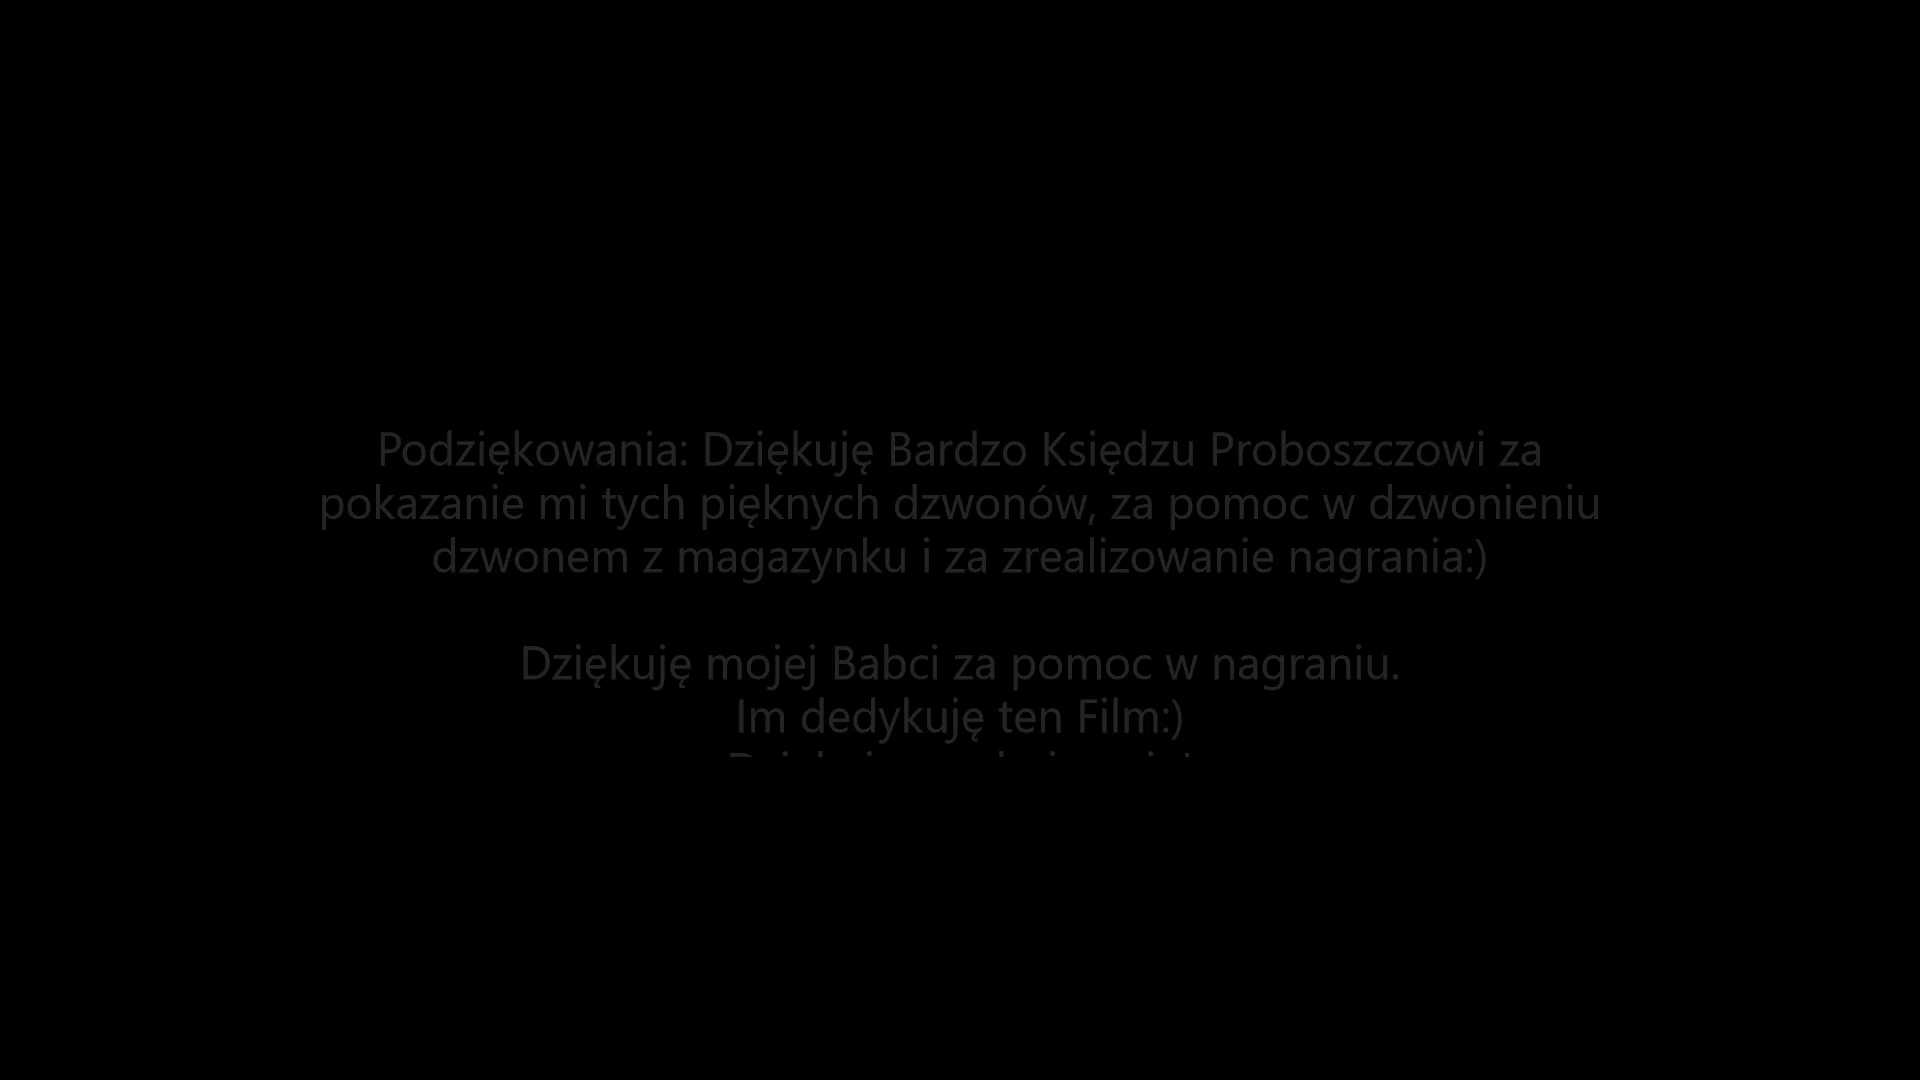 Podziękowania: Dziękuję Bardzo Księdzu Proboszczowi za
pokazanie mi tych pięknych dzwonów, za pomoc w dzwonieniu
dzwonem z magazynku i za zrealizowanie nagrania:)
Dziękuję mojej Babci za pomoc w nagraniu.
Im dedykuję ten Film:)